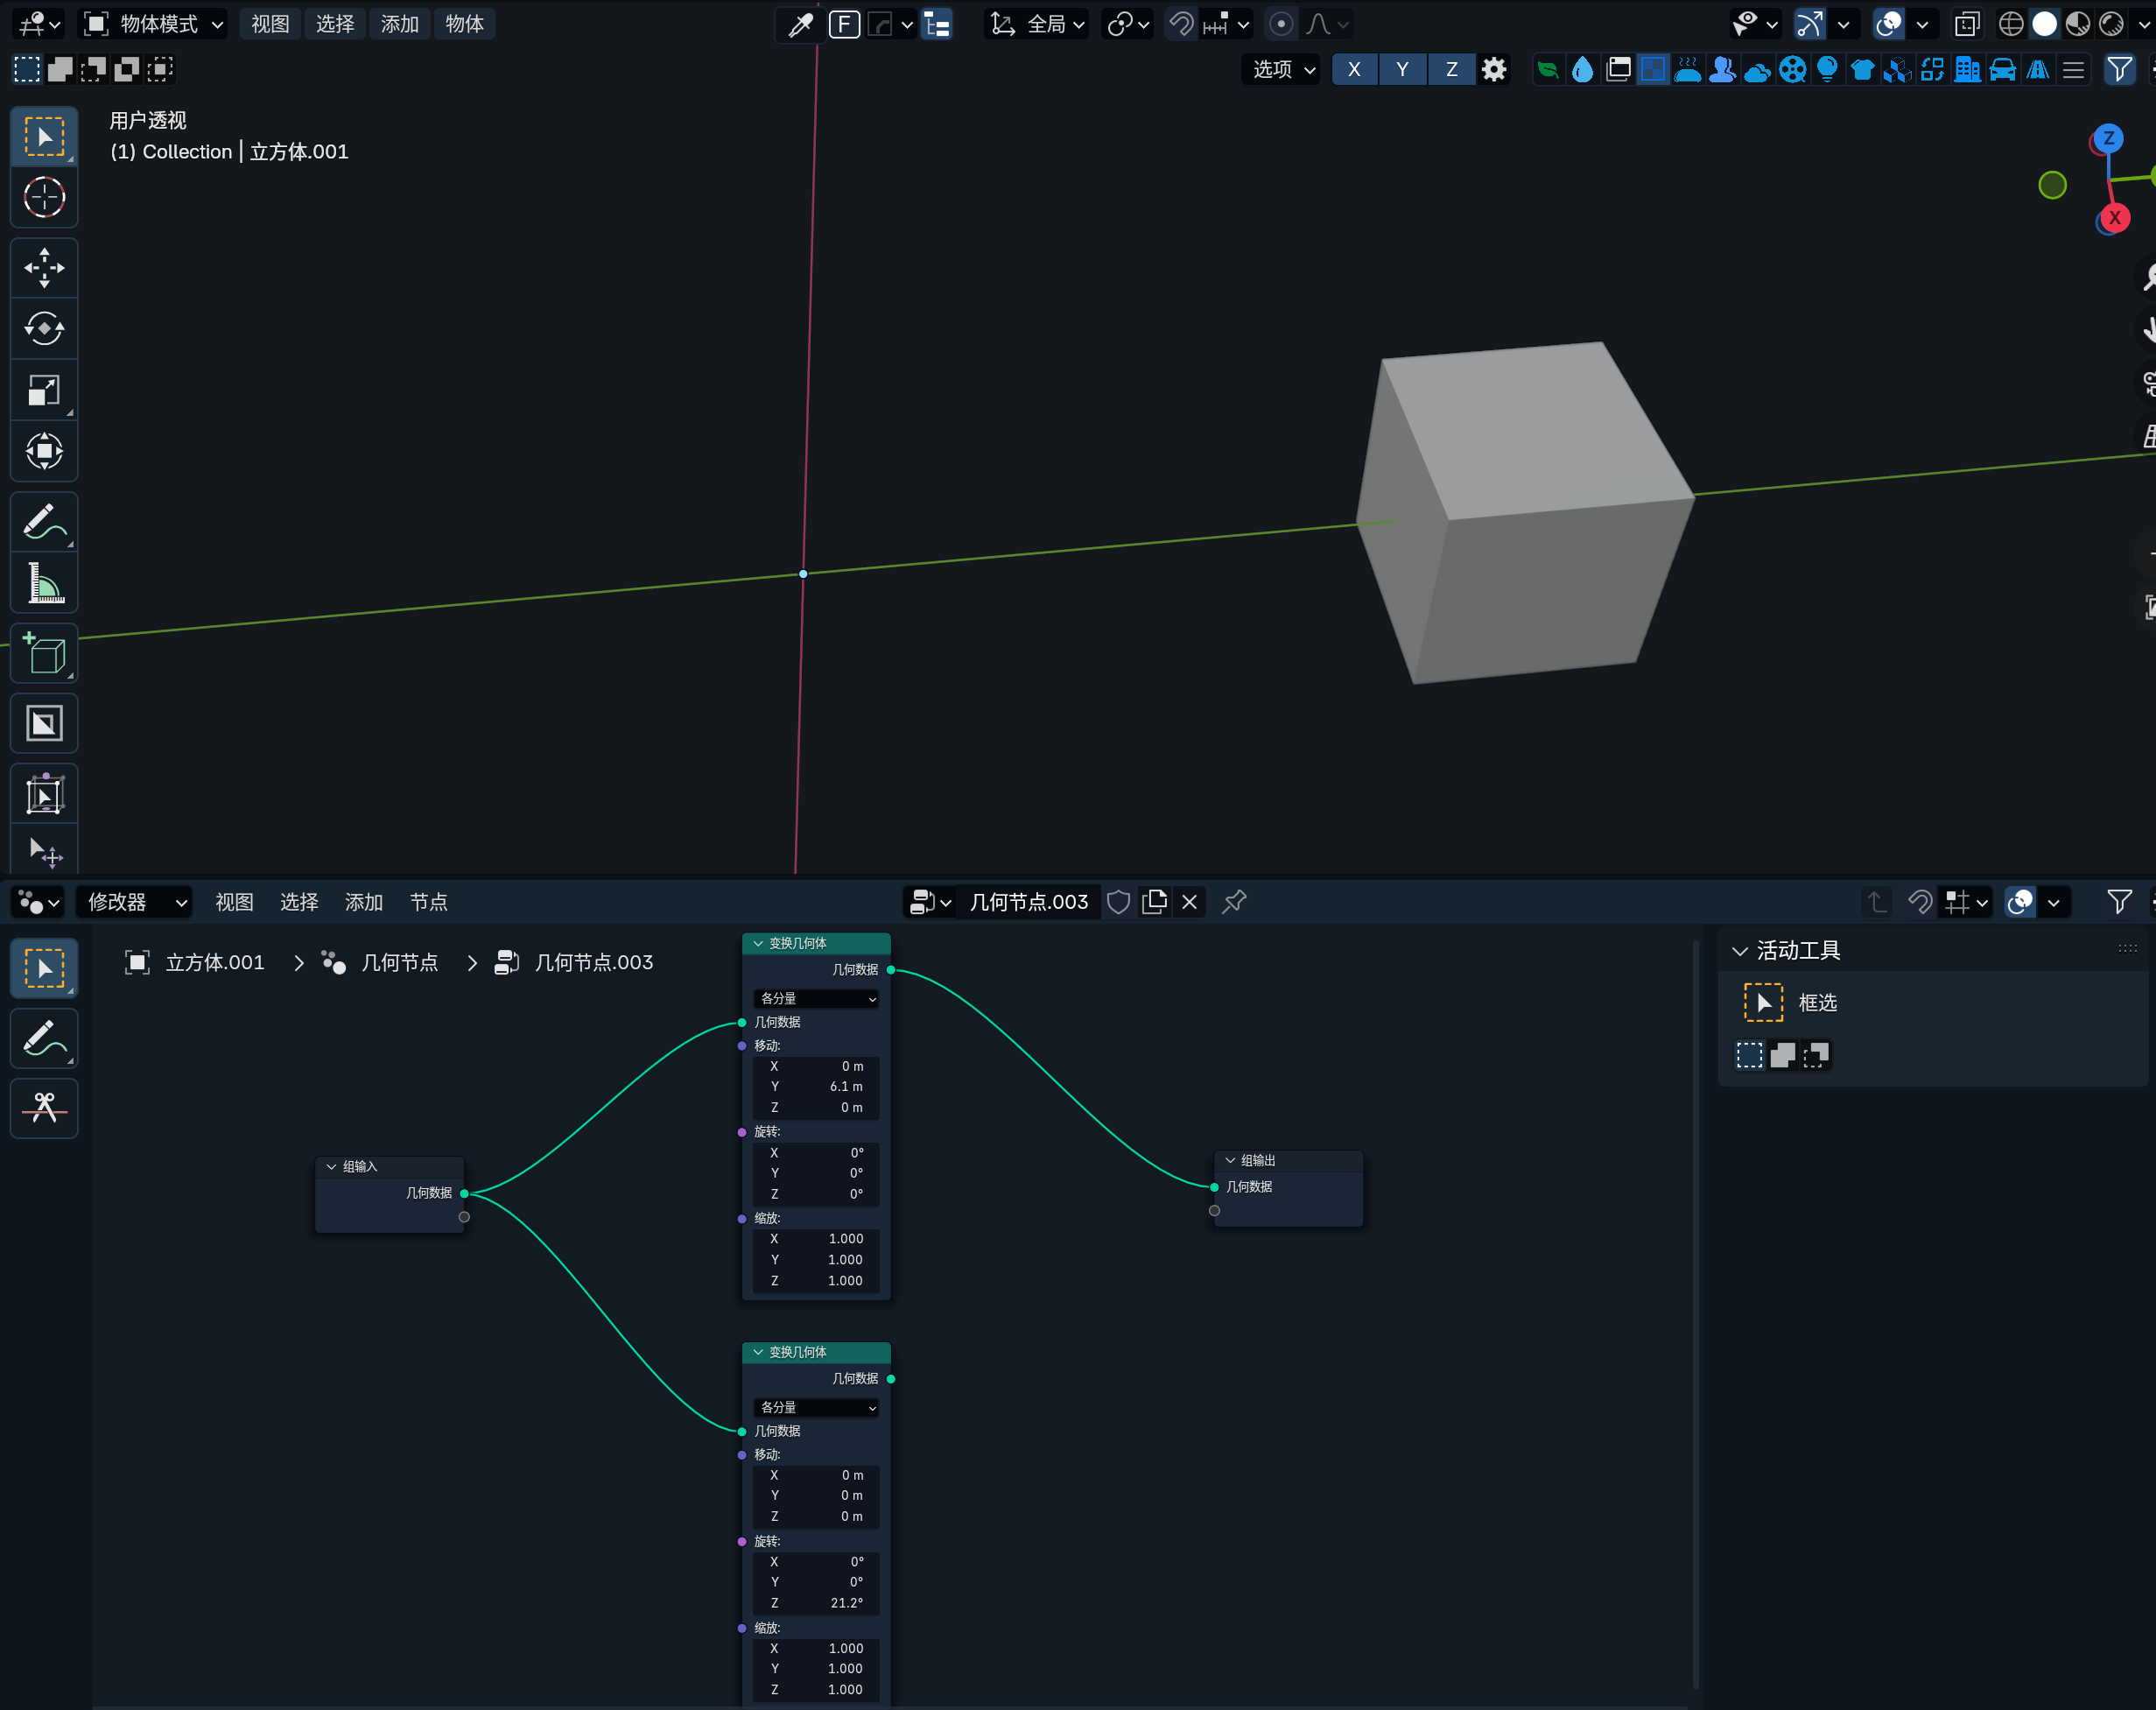 物体模式 视图 选择 添加 物体 F 全局
选项 X Y Z
用户透视
(1) Collection | 立方体.001
Z
X
修改器 视图 选择 添加 节点 几何节点.003
立方体.001 几何节点 几何节点.003
活动工具
框选
变换几何体
几何数据
各分量
几何数据
移动:
X 0 m
Y 6.1 m
Z 0 m
旋转:
X 0°
Y 0°
Z 0°
缩放:
X 1.000
Y 1.000
Z 1.000
组输入
几何数据
组输出
几何数据
变换几何体
几何数据
各分量
几何数据
移动:
X 0 m
Y 0 m
Z 0 m
旋转:
X 0°
Y 0°
Z 21.2°
缩放:
X 1.000
Y 1.000
Z 1.000